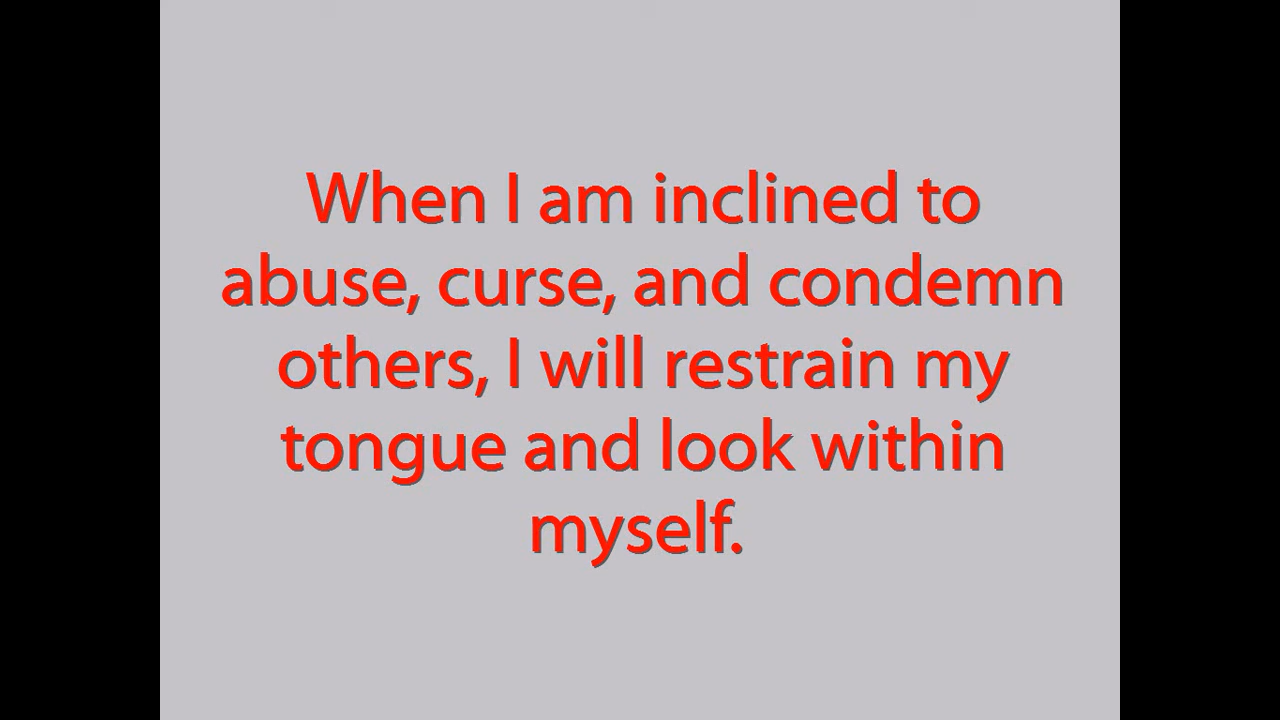 When I am inclined to
abuse, curse, and condemn
others, I will restrain my
tongue and look within
myself.